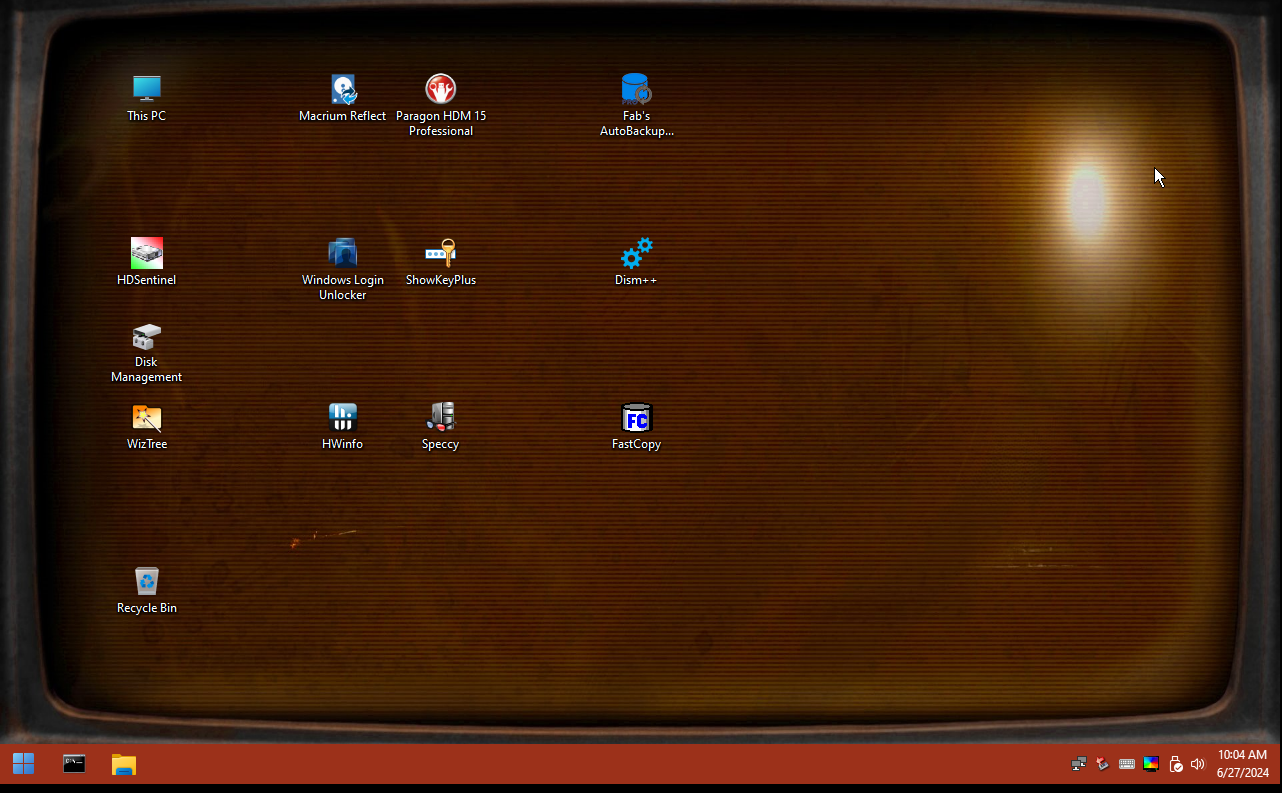 This PC
Macrium Reflect
Paragon HDM 15
Professional
Fab's
AutoBackup...
HDSentinel
Windows Login
Unlocker
ShowKeyPlus
Dism++
Disk
Management
WizTree
HWinfo
Speccy
FC
FastCopy
Recycle Bin
10:04 AM
6/27/2024